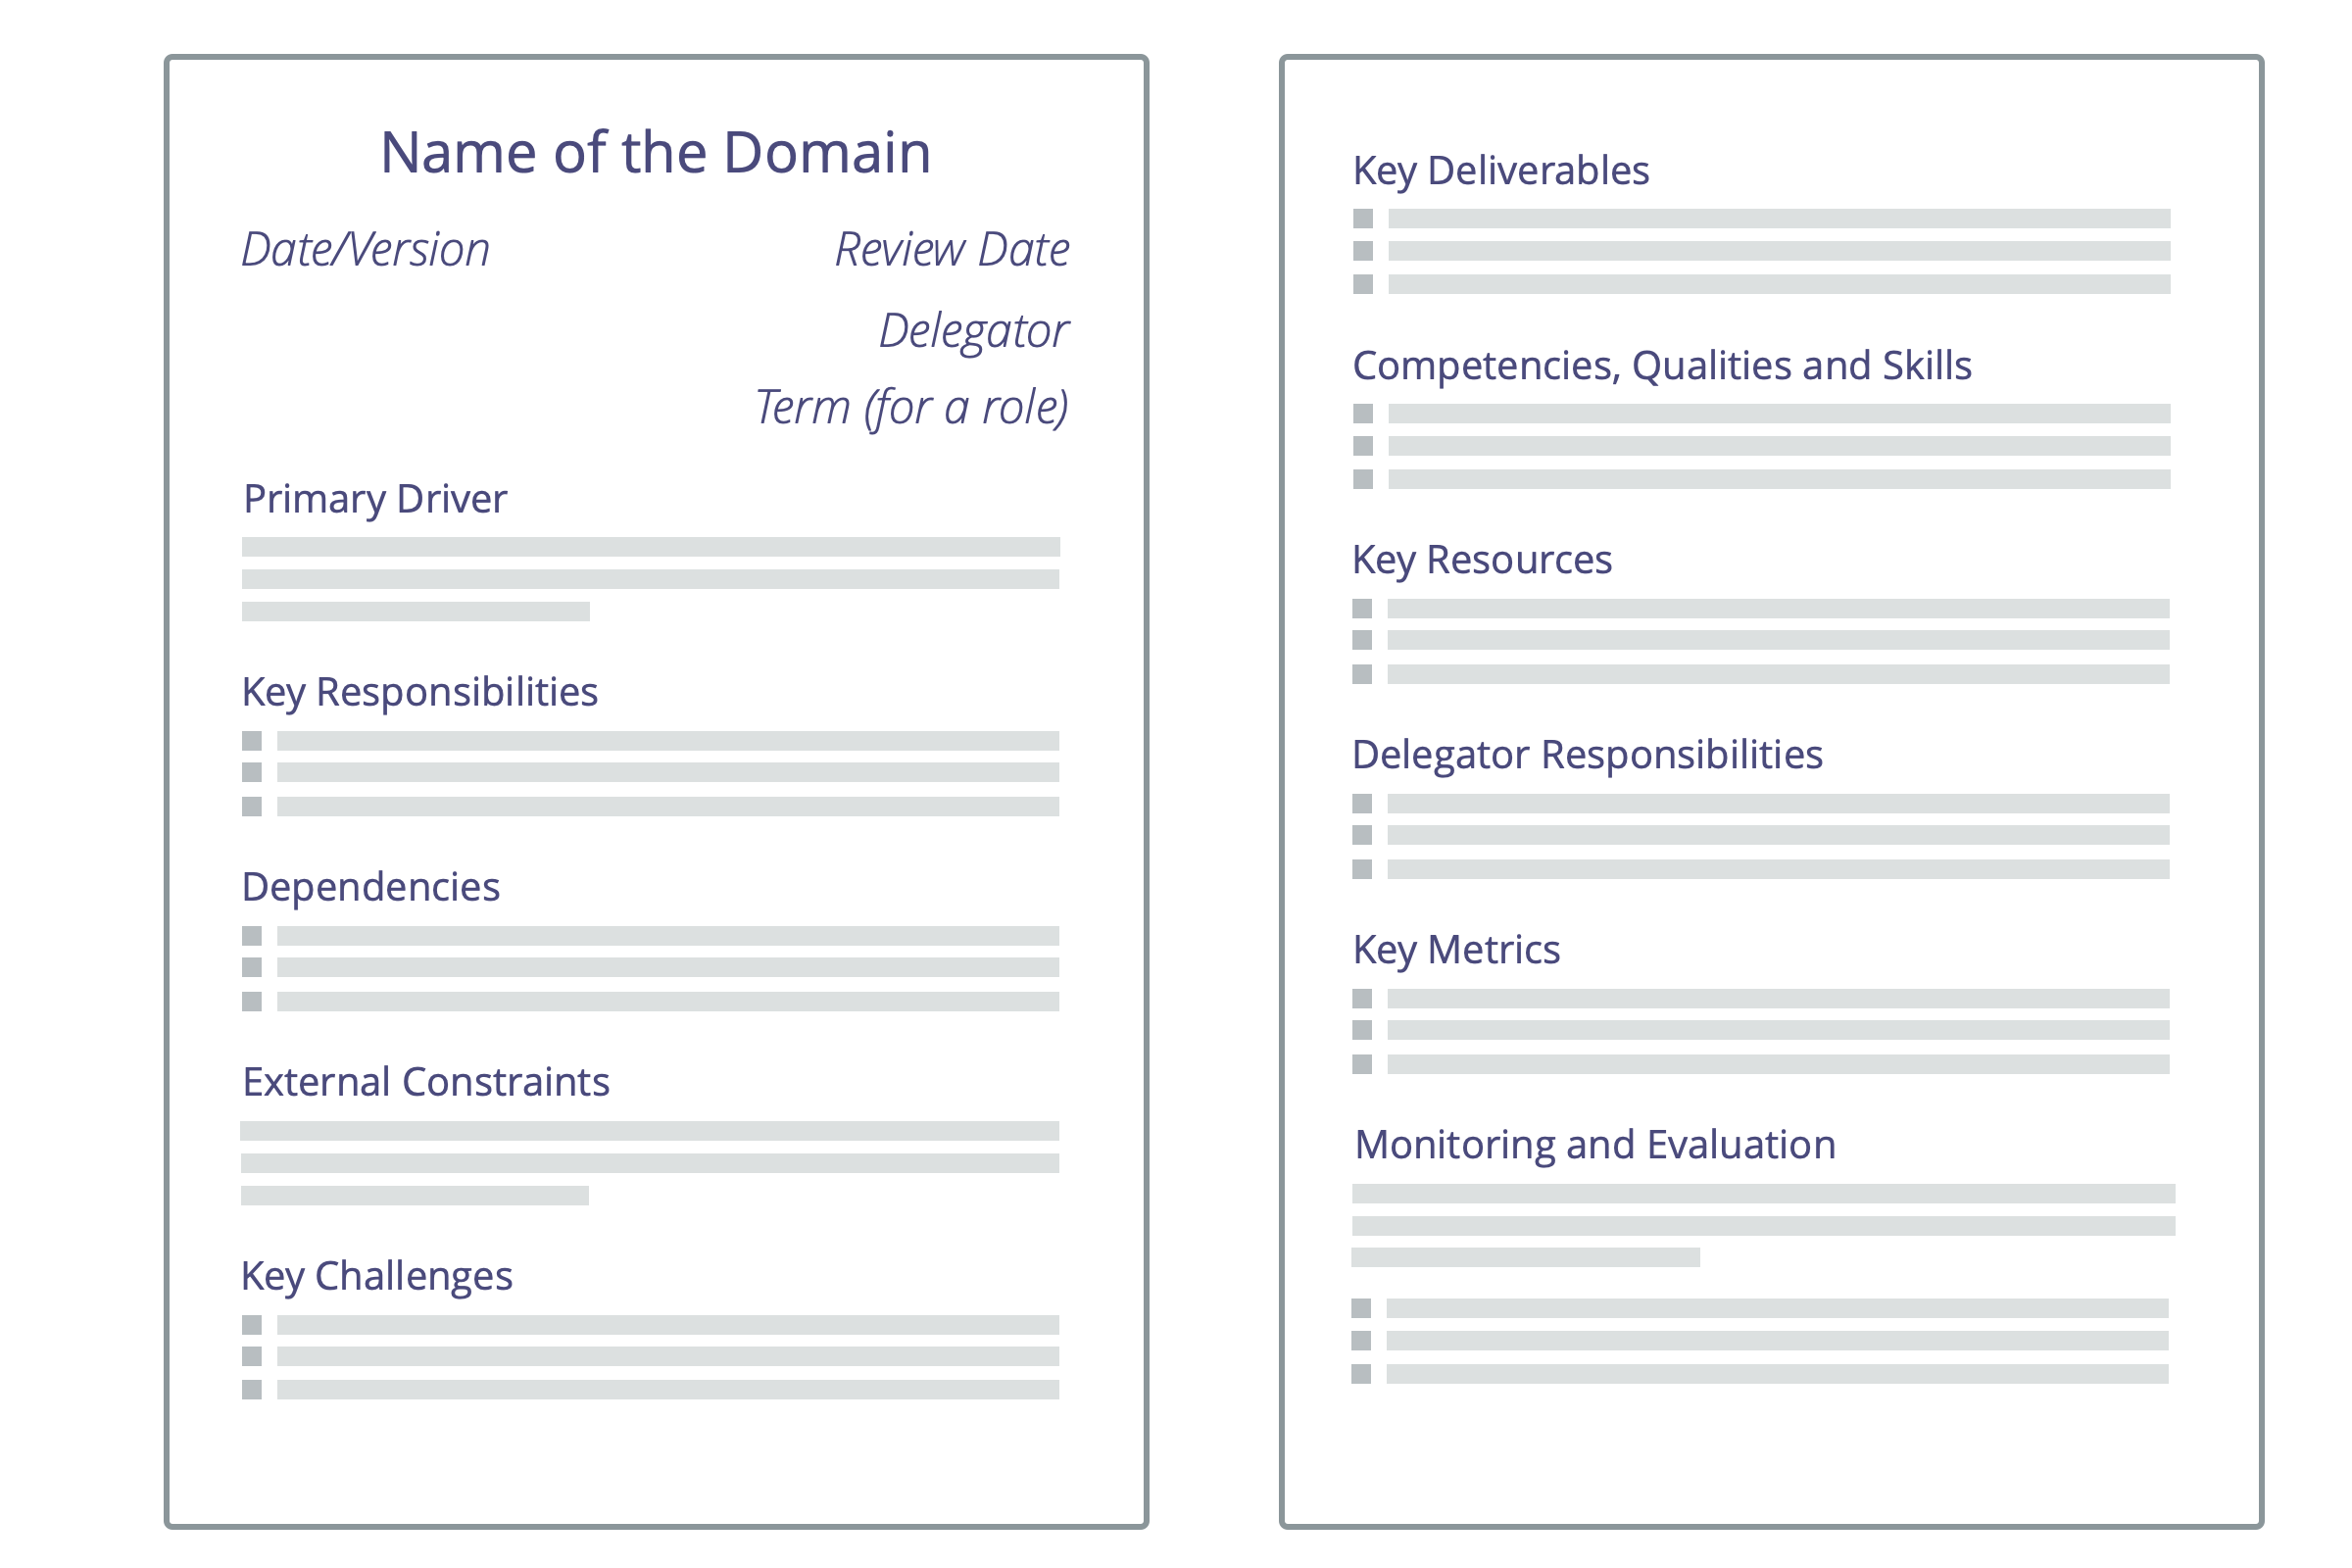 Name of the Domain
Date/Version
Review Date
Delegator
Term (for a role)
Primary Driver
Key Responsibilities
Dependencies
External Constraints
Key Challenges
Key Deliverables
Competencies, Qualities and Skills
Key Resources
Delegator Responsibilities
Key Metrics
Monitoring and Evaluation